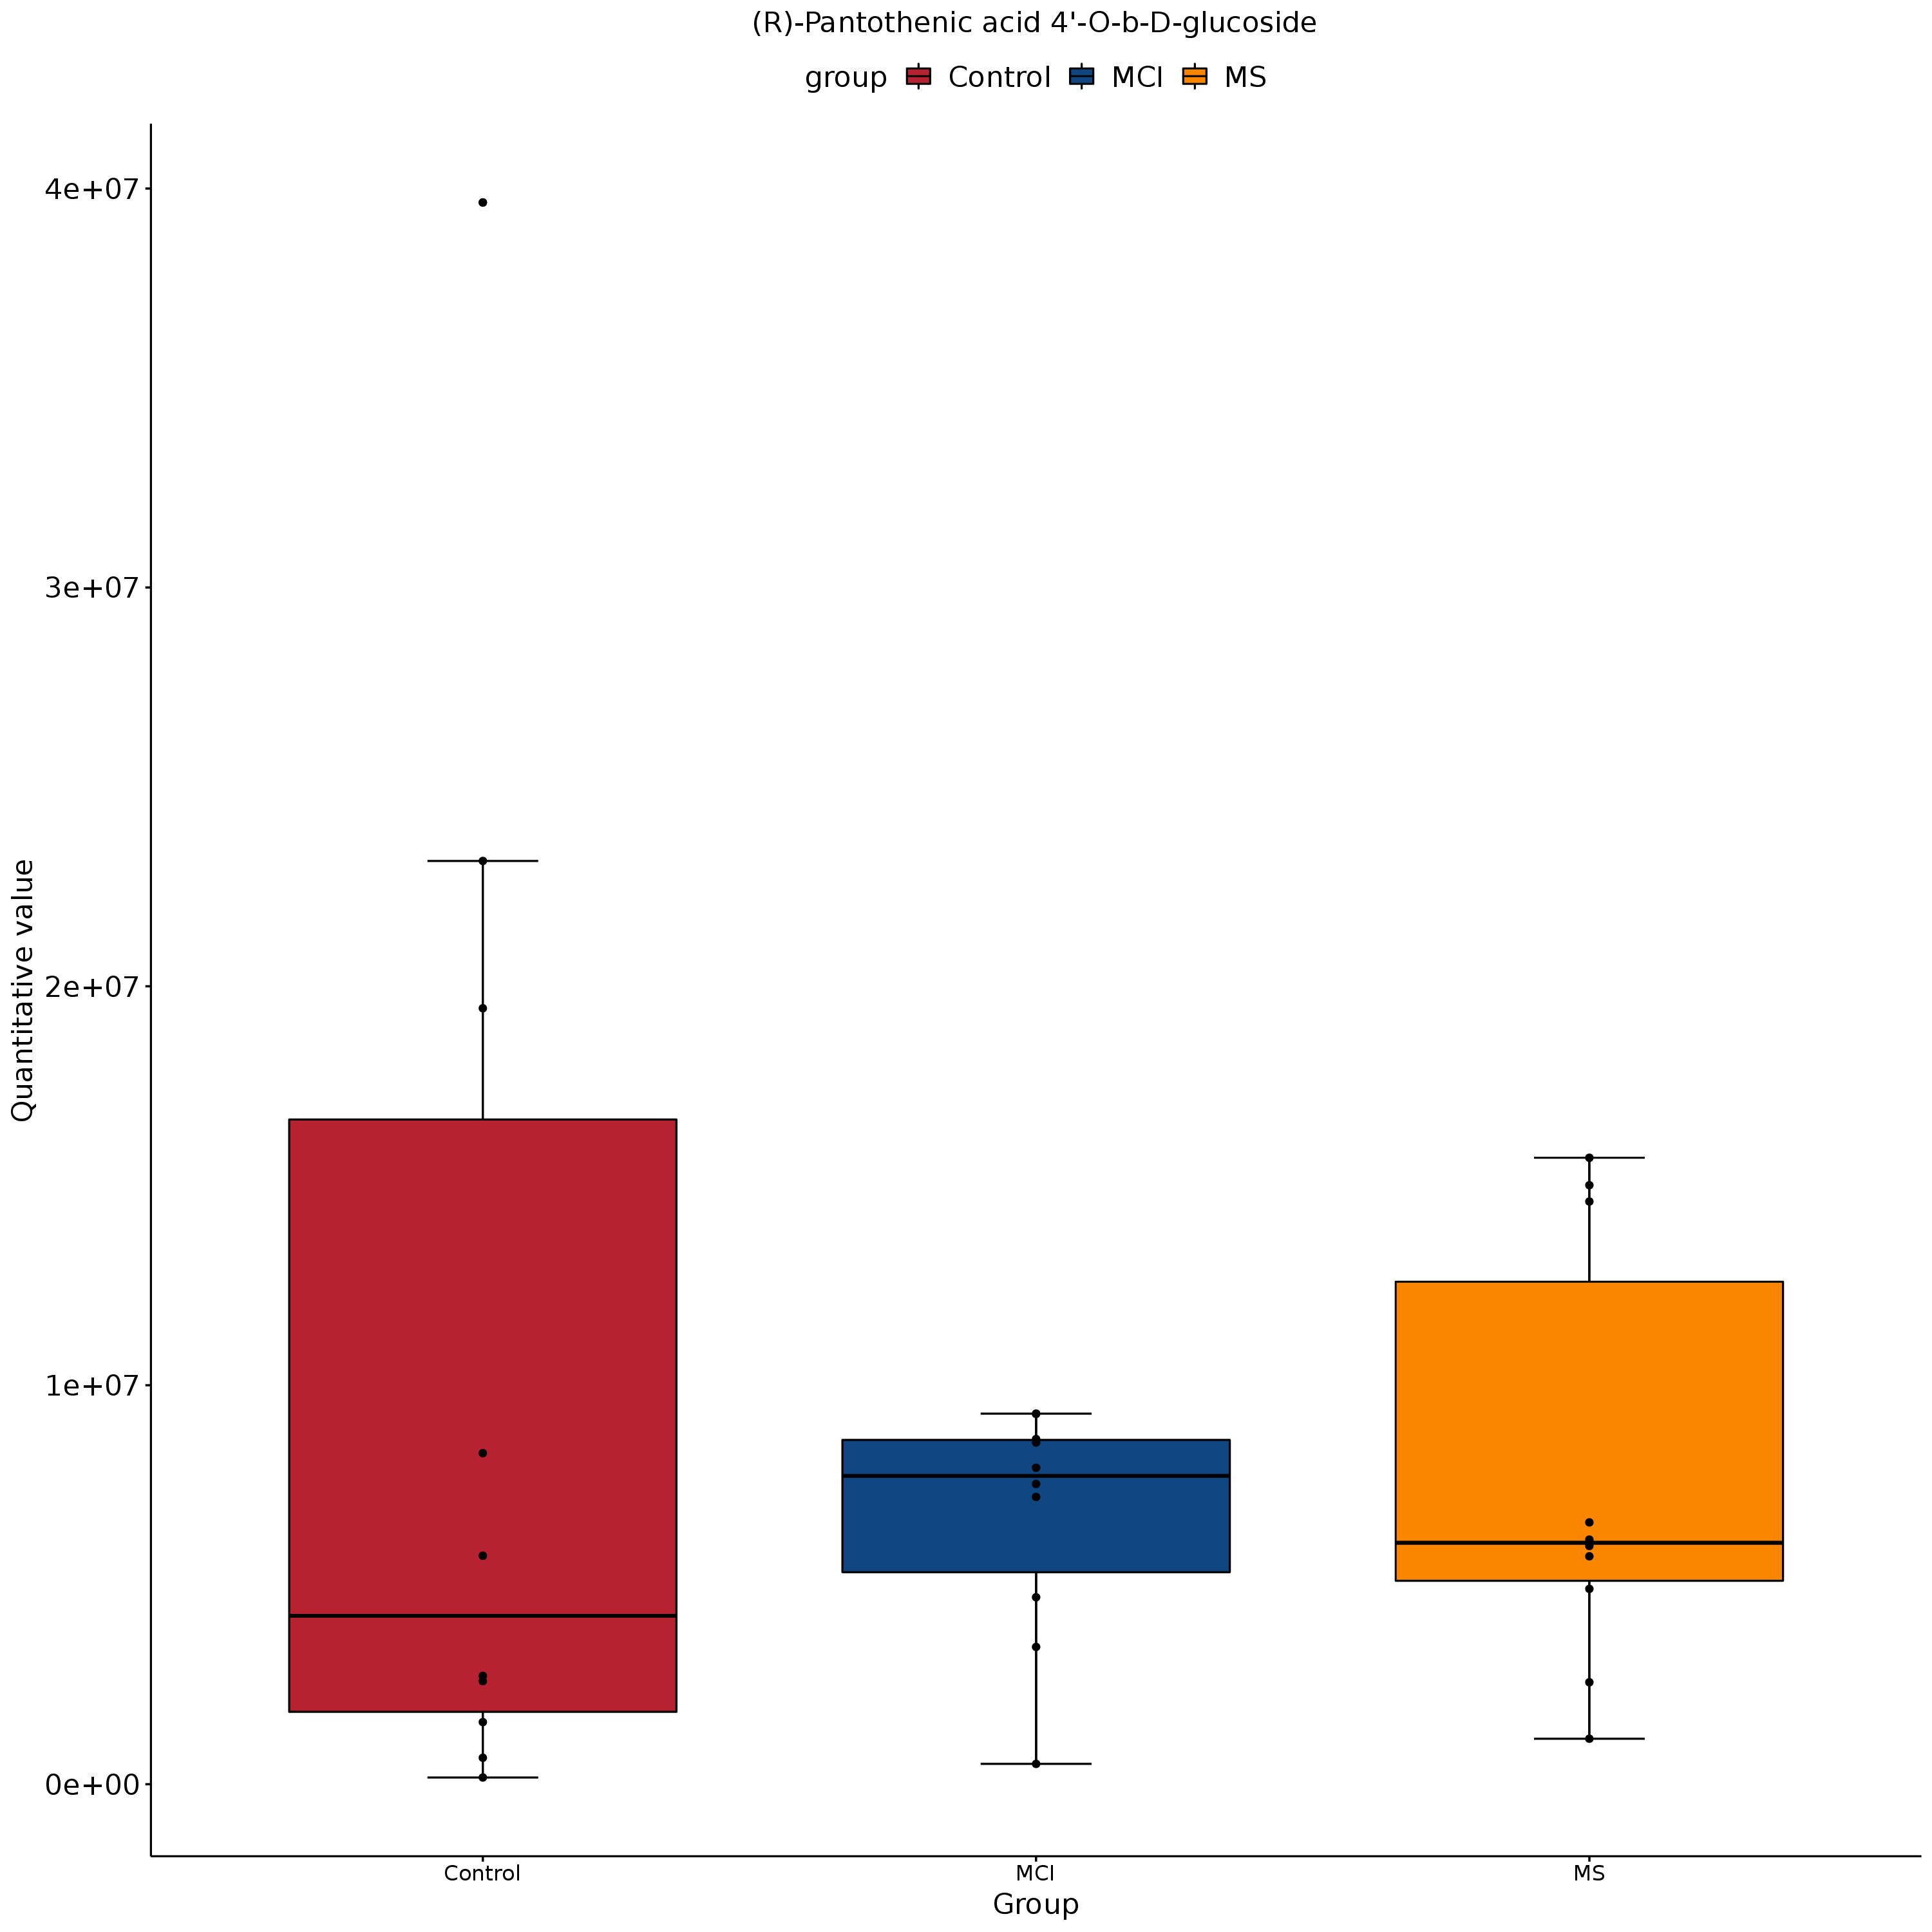 (R)-Pantothenic acid 4'-O-b-D-glucoside
group Control MCI MS
4e+07
3e+07
2e+07
1e+07
0e+00
Quantitative value
Control MCI MS
Group